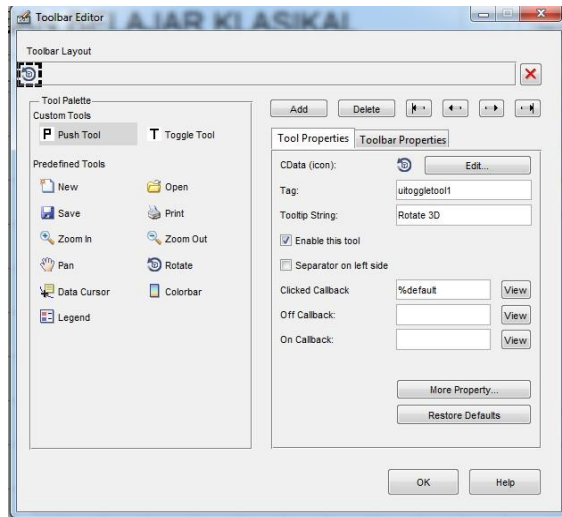 Toolbar Editor
BELAJAR KLASIKAL
Toolbar Layout
Tool Palette
Custom Tools
P Push Tool
T Toggle Tool
Predefined Tools
New
Open
Save
Print
Zoom In
Zoom Out
Pan
Rotate
Data Cursor
Colorbar
Legend
Add
Delete
Tool Properties
Toolbar Properties
CData (icon):
Edit...
Tag:
uitoggletool1
Tooltip String:
Rotate 3D
Enable this tool
Separator on left side
Clicked Callback
%default
View
Off Callback:
View
On Callback:
View
More Property...
Restore Defaults
OK
Help